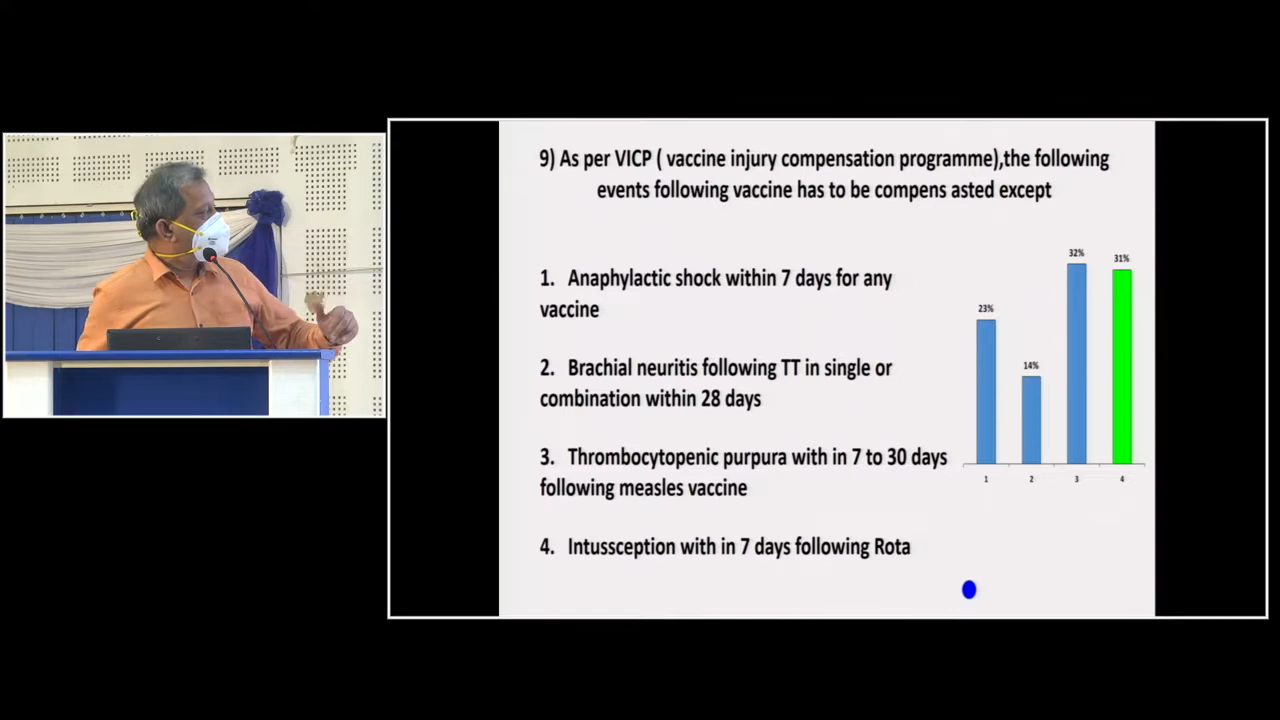 9) As per VICP ( vaccine injury compensation programme),the following
events following vaccine has to be compens asted except
1. Anaphylactic shock within 7 days for any
vaccine
2. Brachial neuritis following TT in single or
combination within 28 days
3. Thrombocytopenic purpura with in 7 to 30 days
following measles vaccine
4. Intussception with in 7 days following Rota
23%
14%
32%
31%
1
2
3
4